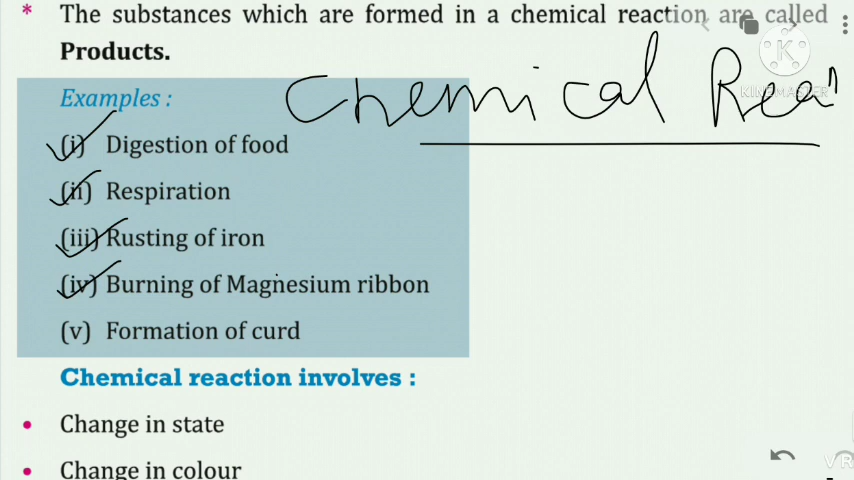 * The substances which are formed in a chemical reaction are called
Products.
Chemical Rea
KINEMASTER
Examples :
(i) Digestion of food
(ii) Respiration
(iii) Rusting of iron
(iv) Burning of Magnesium ribbon
(v) Formation of curd
Chemical reaction involves :
• Change in state
• Change in colour